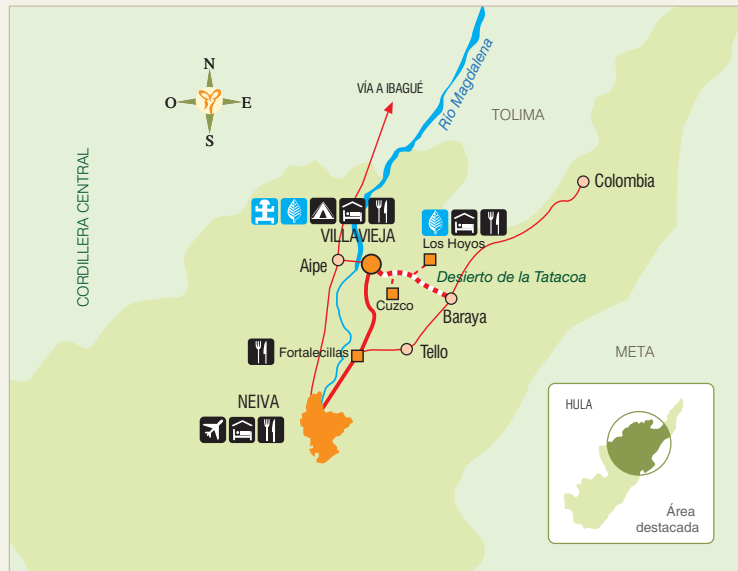 N
O E
S
VÍA A IBAGUÉ
Río Magdalena
TOLIMA
CORDILLERA CENTRAL
Colombia
VILLAVIEJA
Los Hoyos
Aipe
Desierto de la Tatacoa
Cuzco
Baraya
Fortalecillas
Tello
META
NEIVA
HULA
Área
destacada